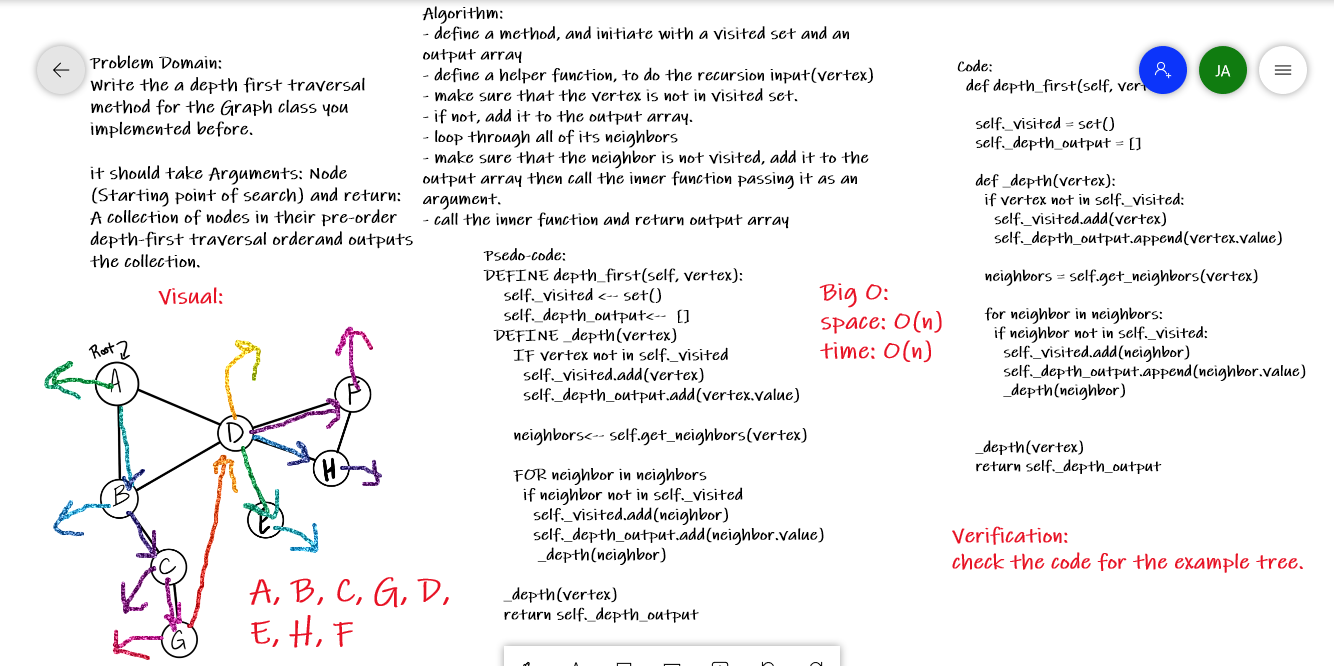 Problem Domain:
Write the a depth first traversal
method for the Graph class you
implemented before.
it should take Arguments: Node
(Starting point of search) and return:
A collection of nodes in their pre-order
depth-first traversal orderand outputs
the collection.
Visual:
Root
A
B
C
G
D
E
H
F
A, B, C, G, D,
E, H, F
Algorithm:
- define a method, and initiate with a visited set and an
output array
- define a helper function, to do the recursion input(vertex)
- make sure that the vertex is not in visited set.
- if not, add it to the output array.
- loop through all of its neighbors
- make sure that the neighbor is not visited, add it to the
output array then call the inner function passing it as an
argument.
- call the inner function and return output array
Psedo-code:
DEFINE depth_first(self, vertex):
self._visited <-- set()
self._depth_output<-- []
DEFINE _depth(vertex)
IF vertex not in self._visited
self._visited.add(vertex)
self._depth_output.add(vertex.value)
neighbors<-- self.get_neighbors(vertex)
FOR neighbor in neighbors
if neighbor not in self._visited
self._visited.add(neighbor)
self._depth_output.add(neighbor.value)
_depth(neighbor)
_depth(vertex)
return self._depth_output
Big O:
space: O(n)
time: O(n)
JA
Code:
def depth_first(self,
self._visited = set()
self._depth_output = []
def _depth(vertex):
if vertex not in self._visited:
self._visited.add(vertex)
self._depth_output.append(vertex.value)
neighbors = self.get_neighbors(vertex)
for neighbor in neighbors:
if neighbor not in self._visited:
self._visited.add(neighbor)
self._depth_output.append(neighbor.value)
_depth(neighbor)
_depth(vertex)
return self._depth_output
Verification:
check the code for the example tree.